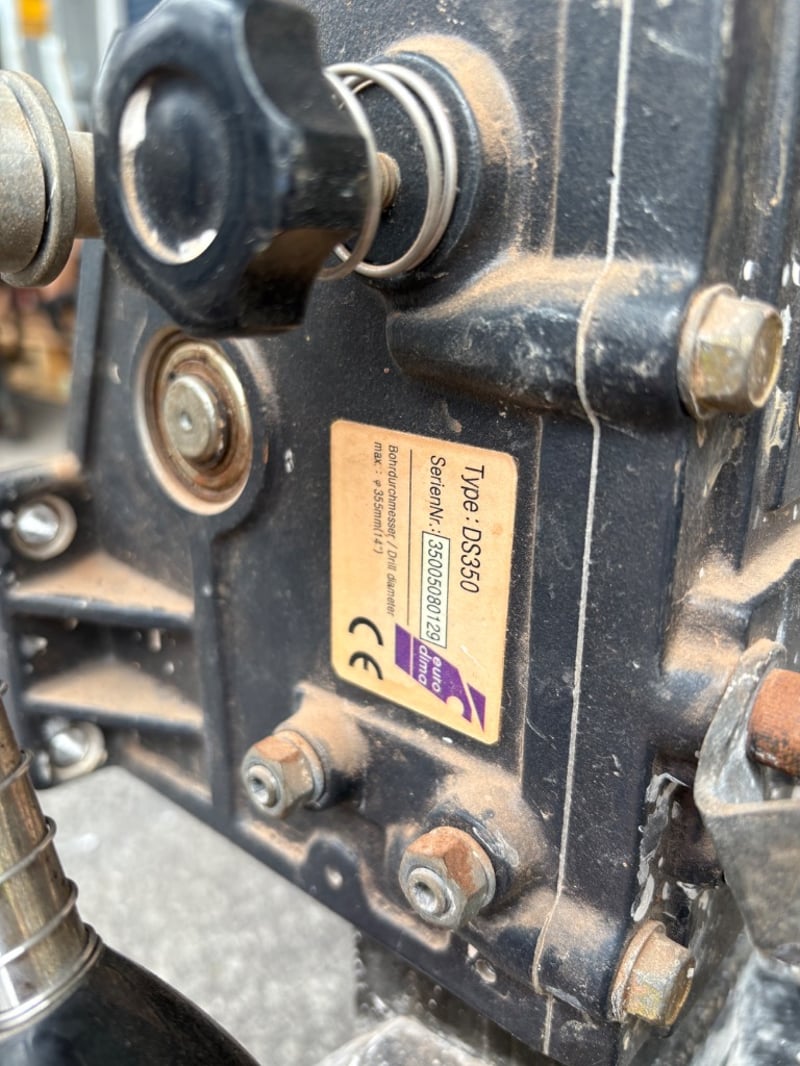 Type: DS350
SerienNr.: 35005080129
Bohrdurchmesser / Drill diameter
max.: φ 355mm(14")
euro
dima
CE